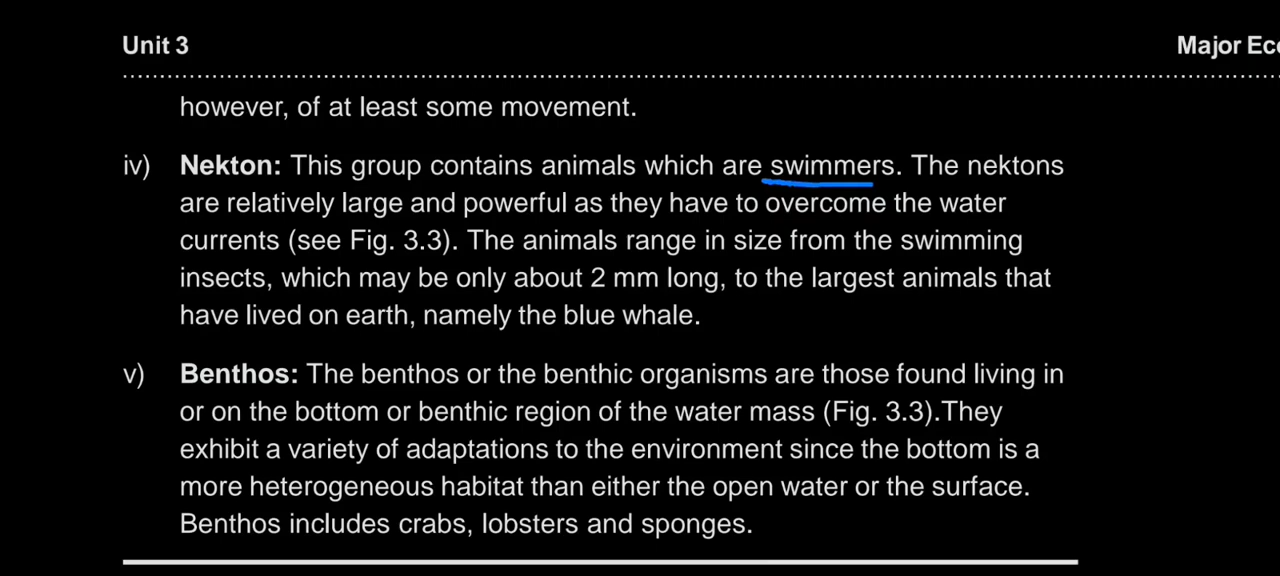 Unit 3
Major Ec
however, of at least some movement.
iv) Nekton: This group contains animals which are swimmers. The nektons
are relatively large and powerful as they have to overcome the water
currents (see Fig. 3.3). The animals range in size from the swimming
insects, which may be only about 2 mm long, to the largest animals that
have lived on earth, namely the blue whale.
v) Benthos: The benthos or the benthic organisms are those found living in
or on the bottom or benthic region of the water mass (Fig. 3.3).They
exhibit a variety of adaptations to the environment since the bottom is a
more heterogeneous habitat than either the open water or the surface.
Benthos includes crabs, lobsters and sponges.